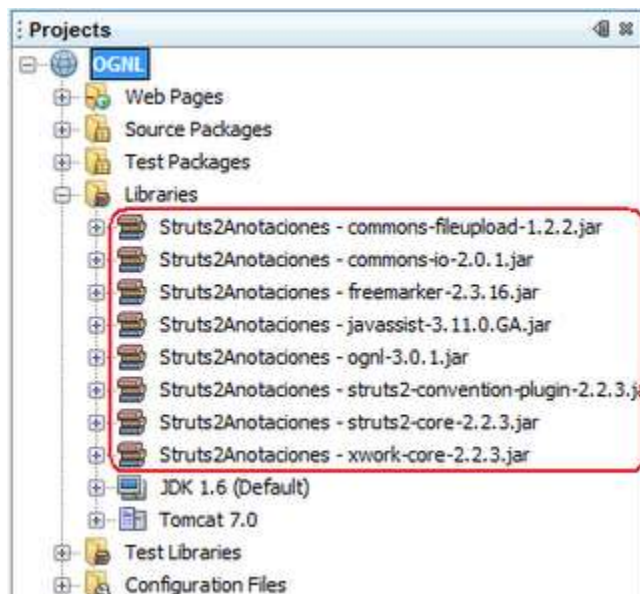 Projects
OGNL
Web Pages
Source Packages
Test Packages
Libraries
Struts2Anotaciones - commons-fileupload-1.2.2.jar
Struts2Anotaciones - commons-io-2.0.1.jar
Struts2Anotaciones - freemarker-2.3.16.jar
Struts2Anotaciones - javassist-3.11.0.GA.jar
Struts2Anotaciones - ognl-3.0.1.jar
Struts2Anotaciones - struts2-convention-plugin-2.2.3.ja
Struts2Anotaciones - struts2-core-2.2.3.jar
Struts2Anotaciones - xwork-core-2.2.3.jar
JDK 1.6 (Default)
Tomcat 7.0
Test Libraries
Configuration Files